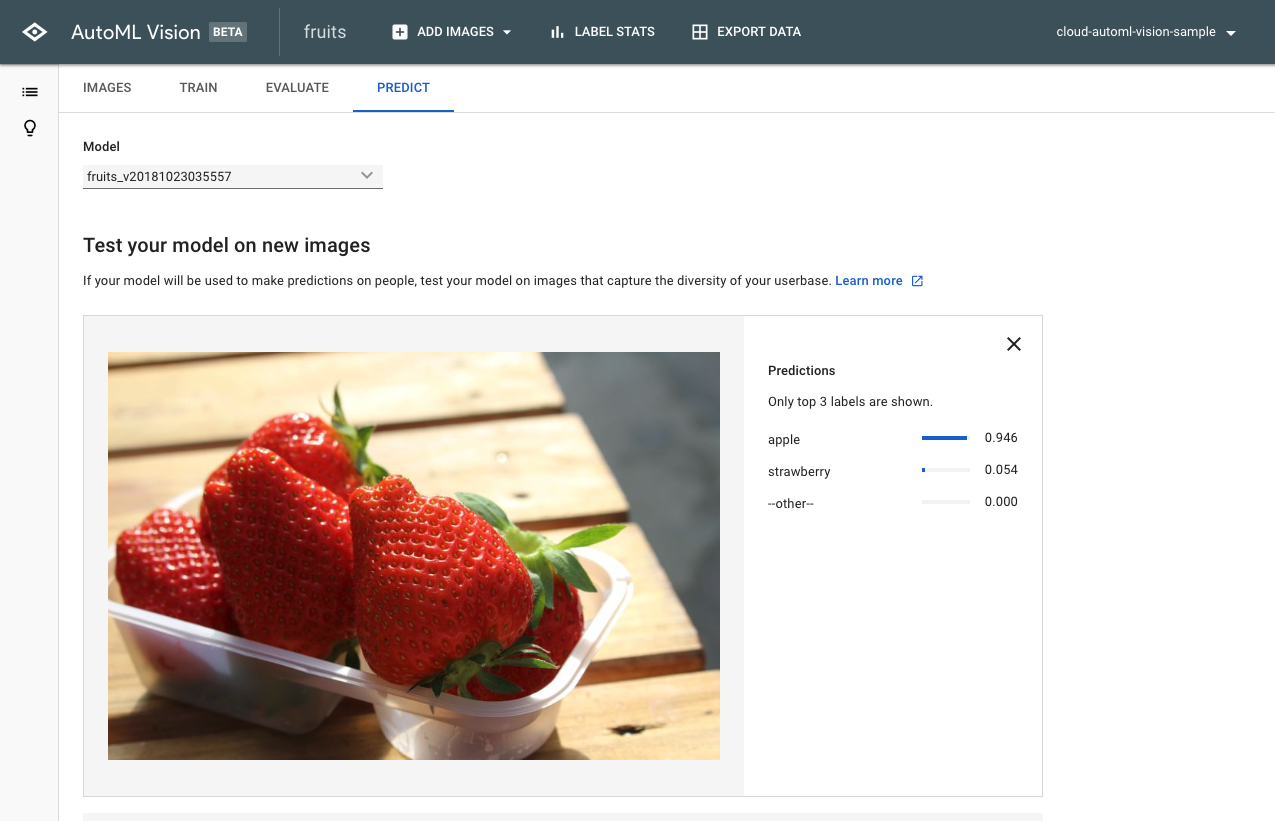 AutoML Vision BETA fruits ADD IMAGES LABEL STATS EXPORT DATA cloud-automl-vision-sample
IMAGES TRAIN EVALUATE PREDICT
Model
fruits_v20181023035557
Test your model on new images
If your model will be used to make predictions on people, test your model on images that capture the diversity of your userbase. Learn more
Predictions
Only top 3 labels are shown.
apple 0.946
strawberry 0.054
--other-- 0.000